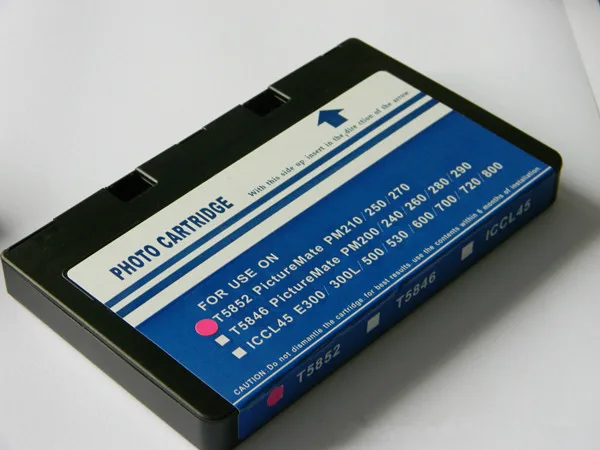 With this side up insert in the dire ction of the arrow
PHOTO CARTRIDGE
FOR USE ON
T5852 PictureMate PM210/250/270
T5846 PictureMate PM200/240/260/280/290
ICCL45 E300/300L/500/530/600/700/720/800
CAUTION Do not dismantle the cartridge for best results, use the contents within 6 months of installation
T5852
T5846
ICCL45